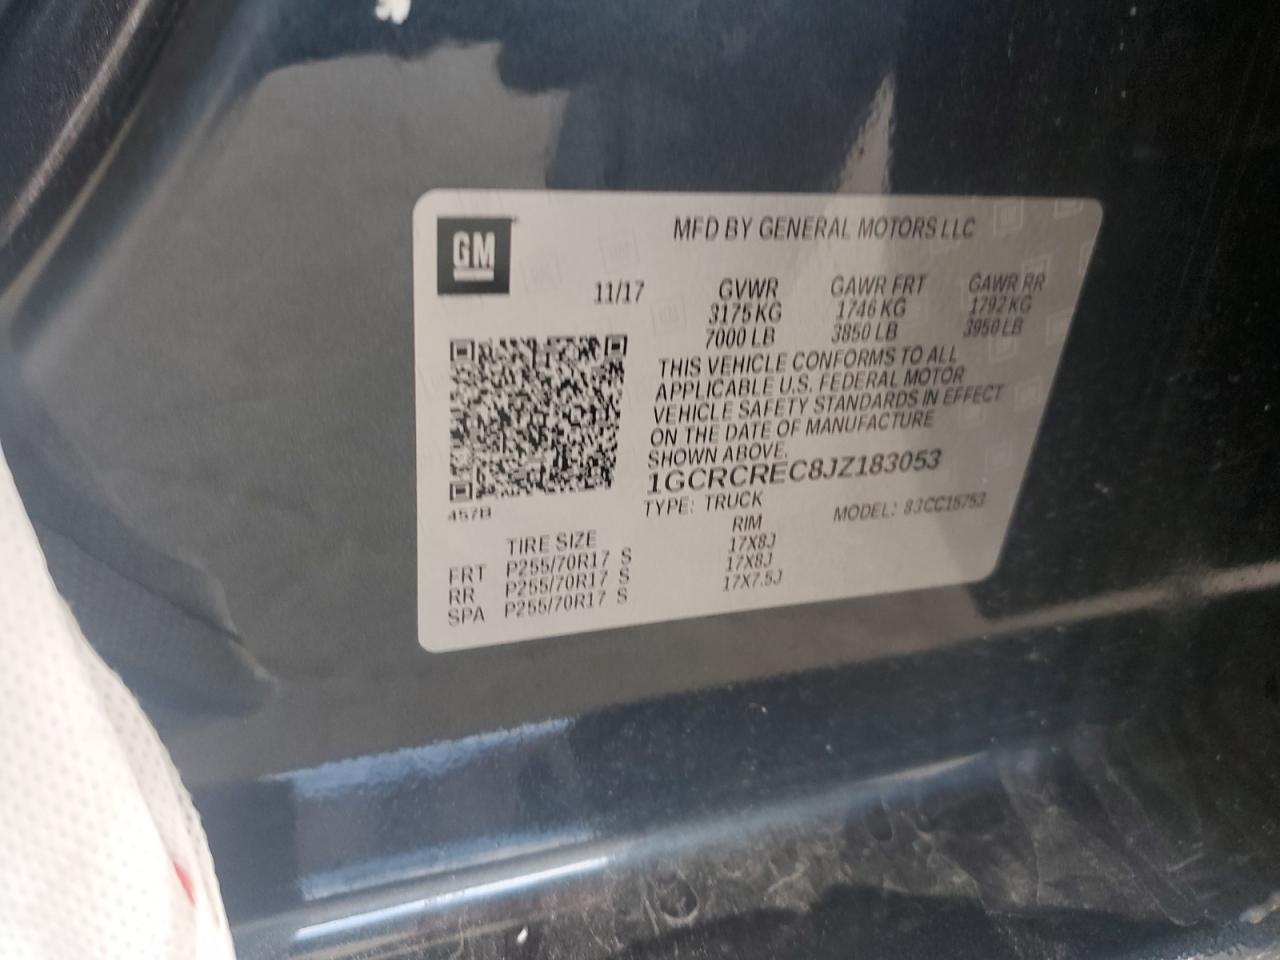 GM
MFD BY GENERAL MOTORS LLC
11/17 GVWR GAWR FRT GAWR RR
3175 KG 1746 KG 1792 KG
7000 LB 3850 LB 3950 LB
THIS VEHICLE CONFORMS TO ALL
APPLICABLE U.S. FEDERAL MOTOR
VEHICLE SAFETY STANDARDS IN EFFECT
ON THE DATE OF MANUFACTURE
SHOWN ABOVE.
1GCRCREC8JZ183053
457B
TYPE: TRUCK MODEL: 83CC15753
TIRE SIZE RIM
FRT P255/70R17 S 17X8J
RR P255/70R17 S 17X8J
SPA P255/70R17 S 17X7.5J